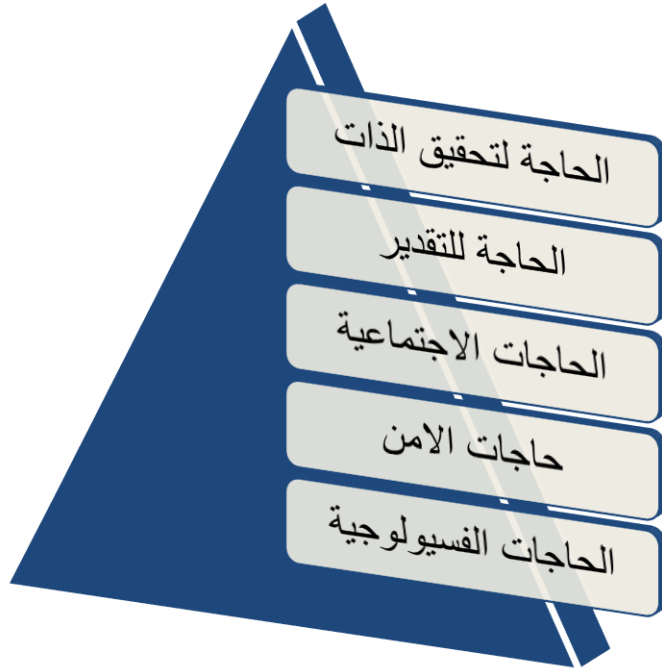 الحاجة لتحقيق الذات
الحاجة للتقدير
الحاجات الاجتماعية
حاجات الامن
الحاجات الفسيولوجية